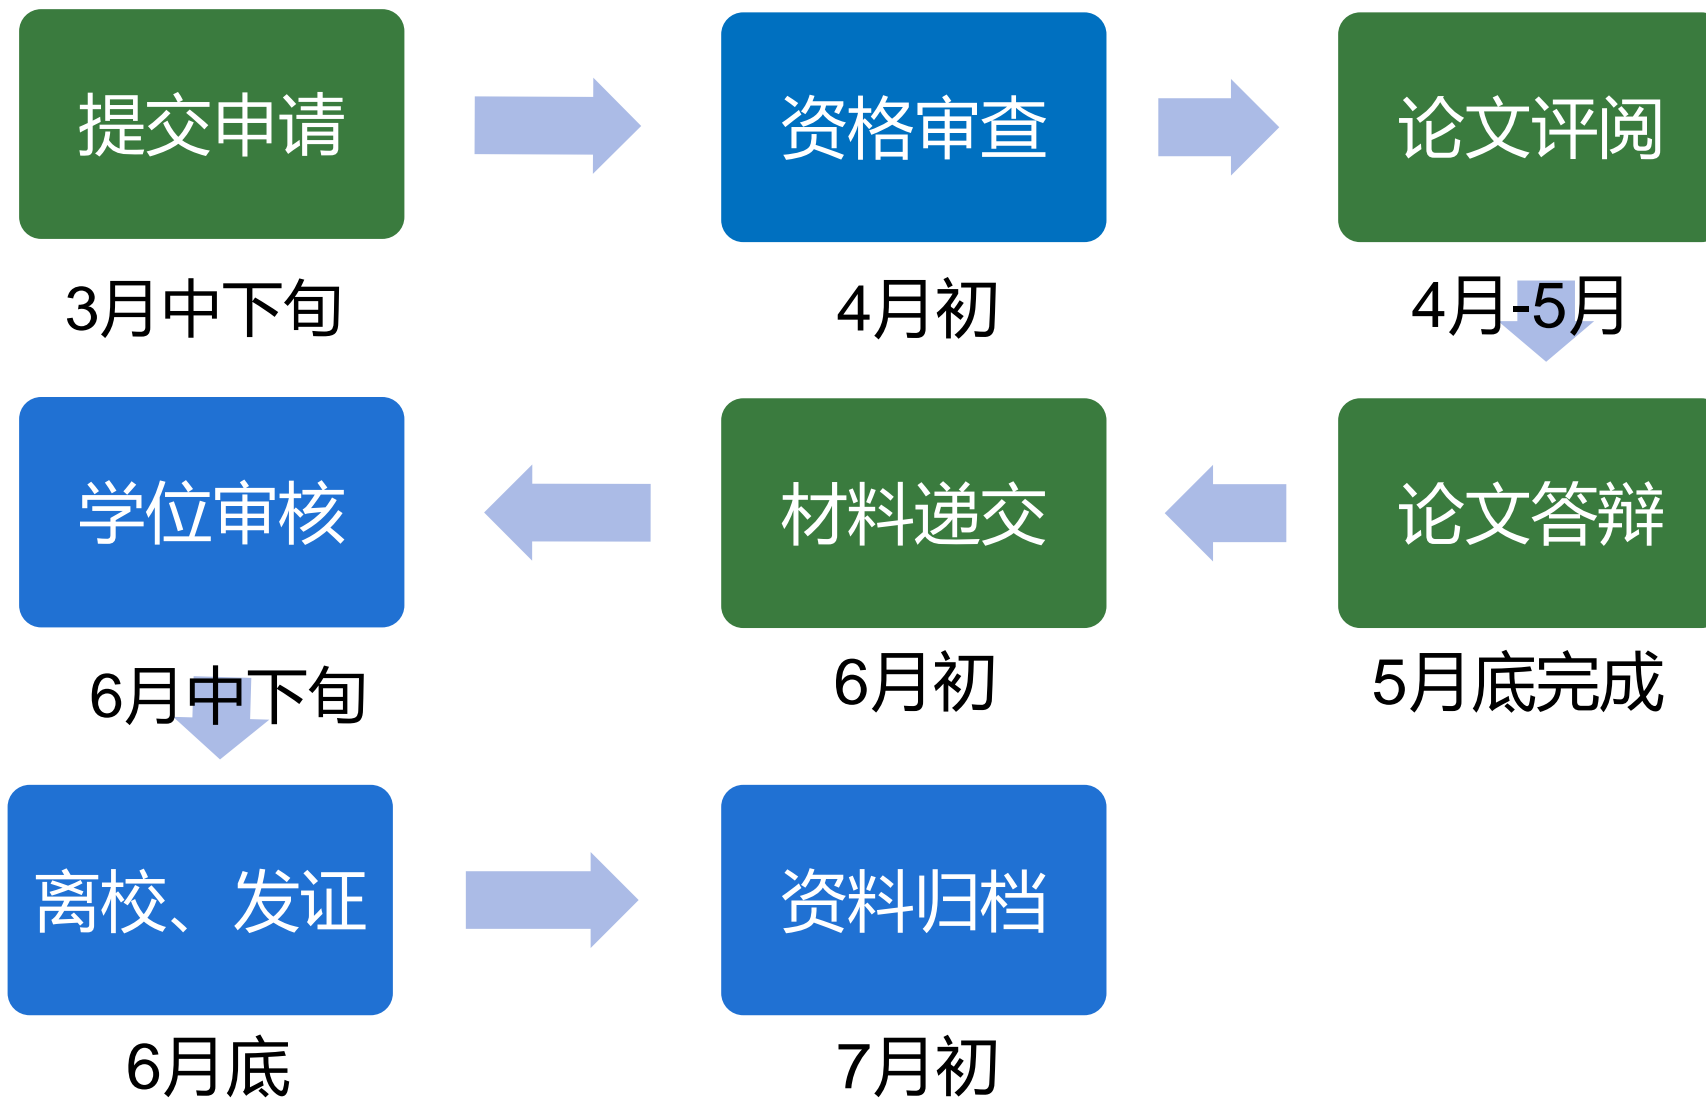 提交申请
3月中下旬
资格审查
4月初
论文评阅
4月-5月
论文答辩
5月底完成
材料递交
6月初
学位审核
6月中下旬
离校、发证
6月底
资料归档
7月初